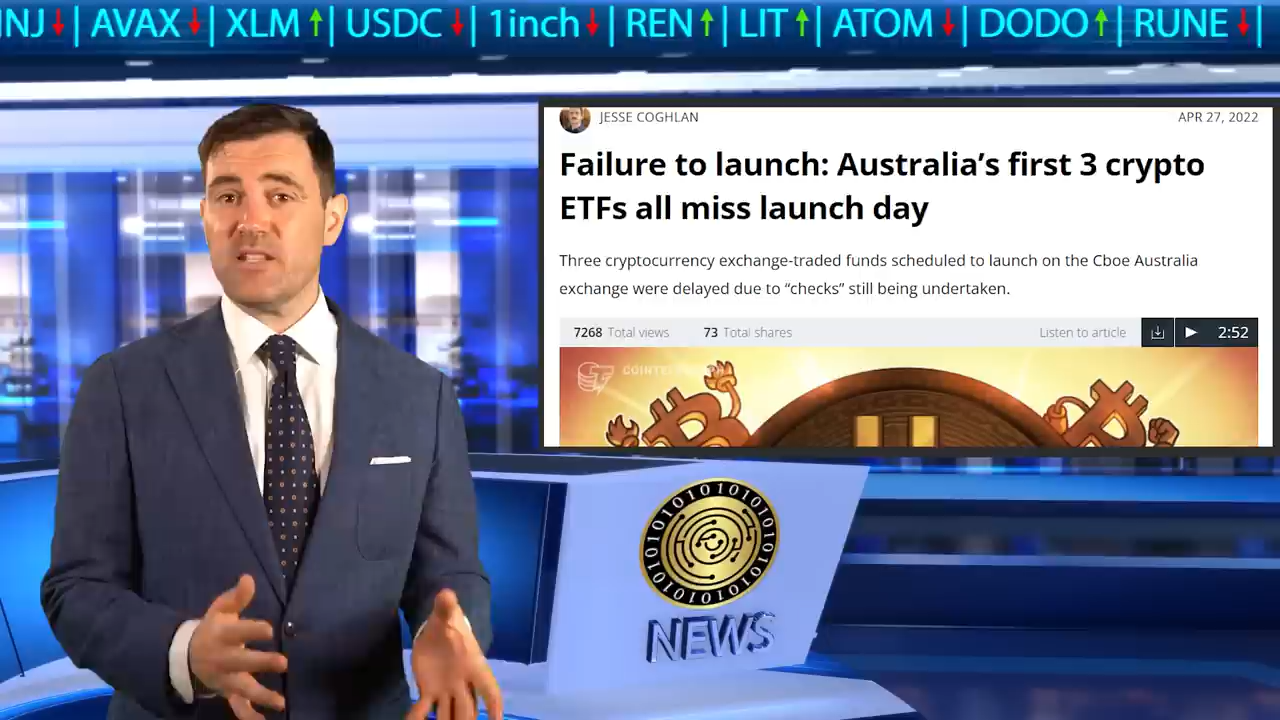 NJ | AVAX | XLM | USDC | 1inch | REN | LIT | ATOM | DODO | RUNE |
JESSE COGHLAN
APR 27, 2022
Failure to launch: Australia’s first 3 crypto
ETFs all miss launch day
Three cryptocurrency exchange-traded funds scheduled to launch on the Cboe Australia
exchange were delayed due to “checks” still being undertaken.
7268 Total views 73 Total shares Listen to article 2:52
1010101010101010101010
NEWS